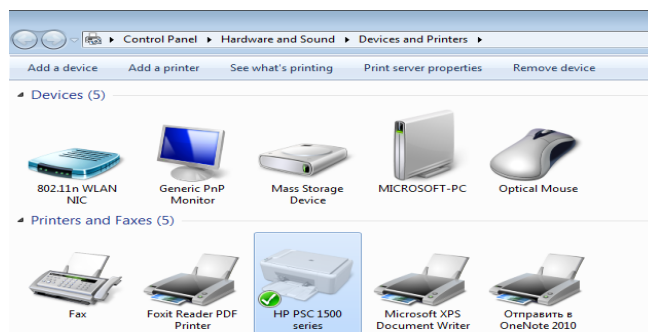 Control Panel Hardware and Sound Devices and Printers
Add a device Add a printer See what's printing Print server properties Remove device
Devices (5)
802.11n WLAN NIC
Generic PnP Monitor
Mass Storage Device
MICROSOFT-PC
Optical Mouse
Printers and Faxes (5)
Fax
Foxit Reader PDF Printer
HP PSC 1500 series
Microsoft XPS Document Writer
Отправить в OneNote 2010